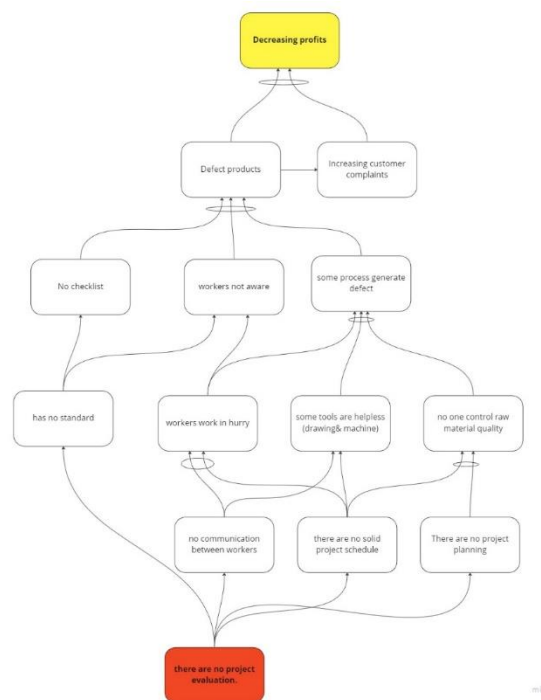 Decreasing profits
Defect products
Increasing customer
complaints
No checklist
workers not aware
some process generate
defect
has no standard
workers work in hurry
some tools are helpless
(drawing& machine)
no one control raw
material quality
no communication
between workers
there are no solid
project schedule
There are no project
planning
there are no project
evaluation.